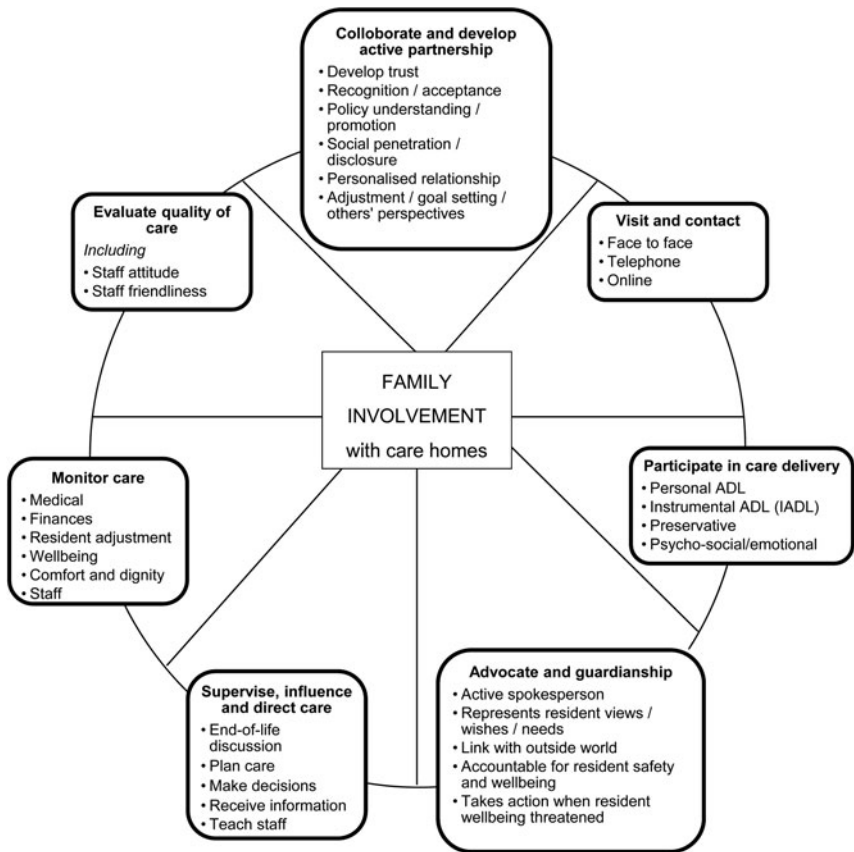 Colloborate and develop
active partnership
• Develop trust
• Recognition / acceptance
• Policy understanding /
promotion
• Social penetration /
disclosure
• Personalised relationship
• Adjustment / goal setting /
others' perspectives
Evaluate quality of
care
Including
• Staff attitude
• Staff friendliness
Visit and contact
• Face to face
• Telephone
• Online
FAMILY
INVOLVEMENT
with care homes
Monitor care
• Medical
• Finances
• Resident adjustment
• Wellbeing
• Comfort and dignity
• Staff
Participate in care delivery
• Personal ADL
• Instrumental ADL (IADL)
• Preservative
• Psycho-social/emotional
Supervise, influence
and direct care
• End-of-life
discussion
• Plan care
• Make decisions
• Receive information
• Teach staff
Advocate and guardianship
• Active spokesperson
• Represents resident views /
wishes / needs
• Link with outside world
• Accountable for resident safety
and wellbeing
• Takes action when resident
wellbeing threatened